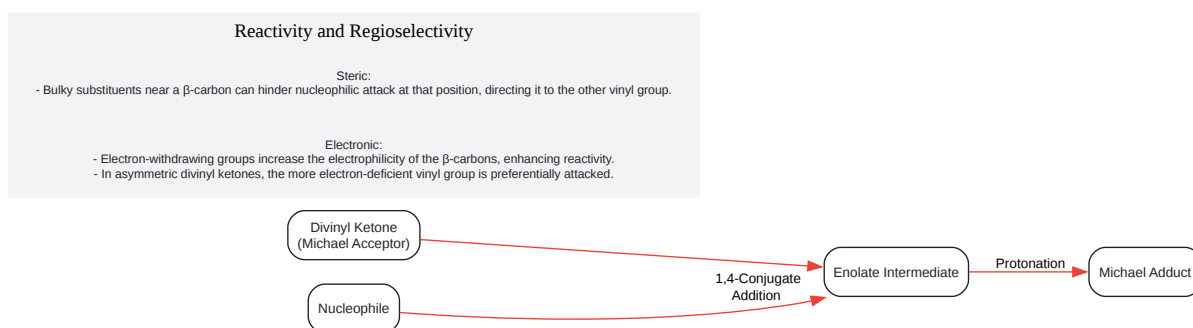 Reactivity and Regioselectivity
Steric:
- Bulky substituents near a β-carbon can hinder nucleophilic attack at that position, directing it to the other vinyl group.
Electronic:
- Electron-withdrawing groups increase the electrophilicity of the β-carbons, enhancing reactivity.
- In asymmetric divinyl ketones, the more electron-deficient vinyl group is preferentially attacked.
Divinyl Ketone
(Michael Acceptor)
Nucleophile
1,4-Conjugate
Addition
Enolate Intermediate
Protonation
Michael Adduct